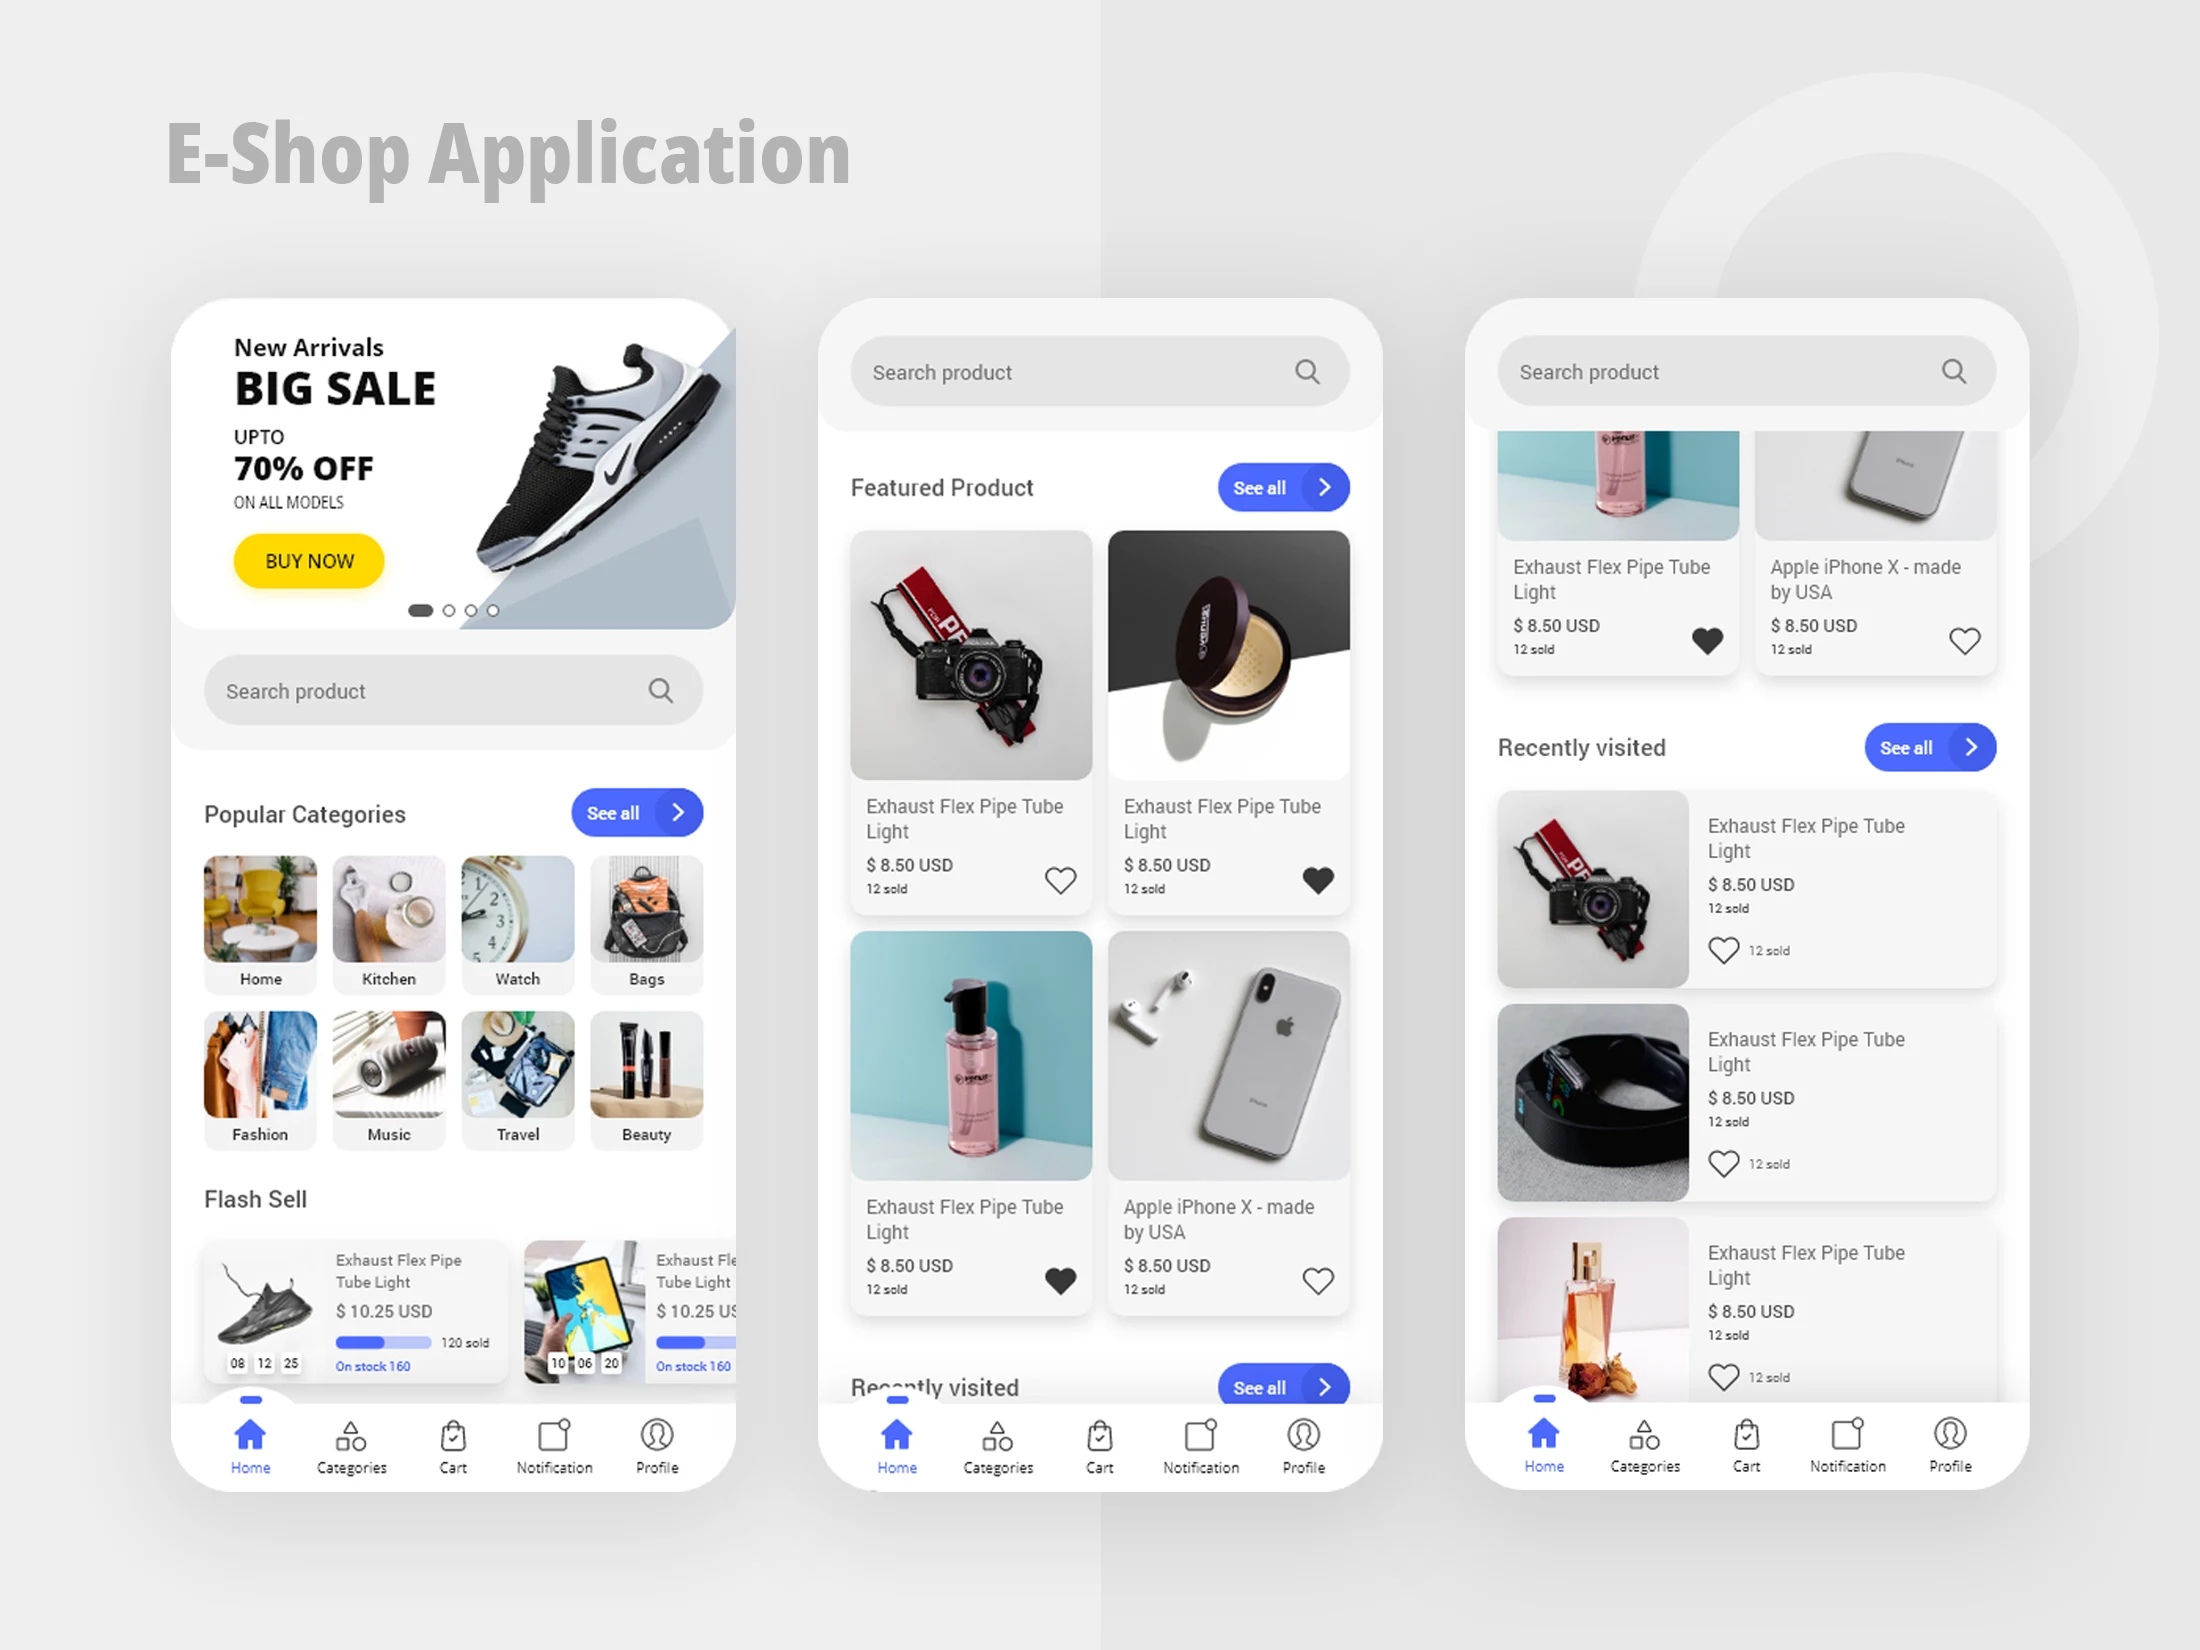 E-Shop Application
New Arrivals
BIG SALE
UPTO
70% OFF
ON ALL MODELS
BUY NOW
Search product
Popular Categories
See all
Home
Kitchen
Watch
Bags
Fashion
Music
Travel
Beauty
Flash Sell
Exhaust Flex Pipe
Tube Light
$ 10.25 USD
120 sold
On stock 160
08 12 25
Exhaust Fle
Tube Light
$ 10.25 US
On stock 160
10 06 20
Home
Categories
Cart
Notification
Profile
Search product
Featured Product
See all
Exhaust Flex Pipe Tube
Light
$ 8.50 USD
12 sold
Exhaust Flex Pipe Tube
Light
$ 8.50 USD
12 sold
Exhaust Flex Pipe Tube
Light
$ 8.50 USD
12 sold
iPhone
Apple iPhone X - made
by USA
$ 8.50 USD
12 sold
Recently visited
See all
Home
Categories
Cart
Notification
Profile
Search product
Exhaust Flex Pipe Tube
Light
$ 8.50 USD
12 sold
iPhone
Apple iPhone X - made
by USA
$ 8.50 USD
12 sold
Recently visited
See all
Exhaust Flex Pipe Tube
Light
$ 8.50 USD
12 sold
12 sold
Exhaust Flex Pipe Tube
Light
$ 8.50 USD
12 sold
12 sold
Exhaust Flex Pipe Tube
Light
$ 8.50 USD
12 sold
12 sold
Home
Categories
Cart
Notification
Profile